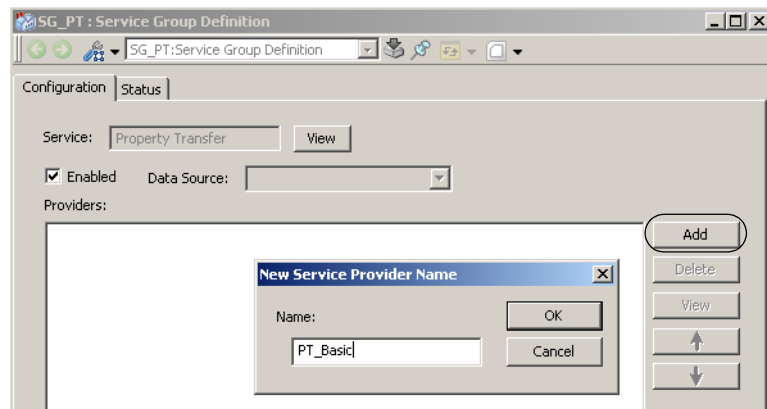 SG_PT : Service Group Definition
SG_PT:Service Group Definition
Configuration Status
Service: Property Transfer View
Enabled Data Source:
Providers:
Add
Delete
View
New Service Provider Name
Name:
OK
PT_Basic
Cancel